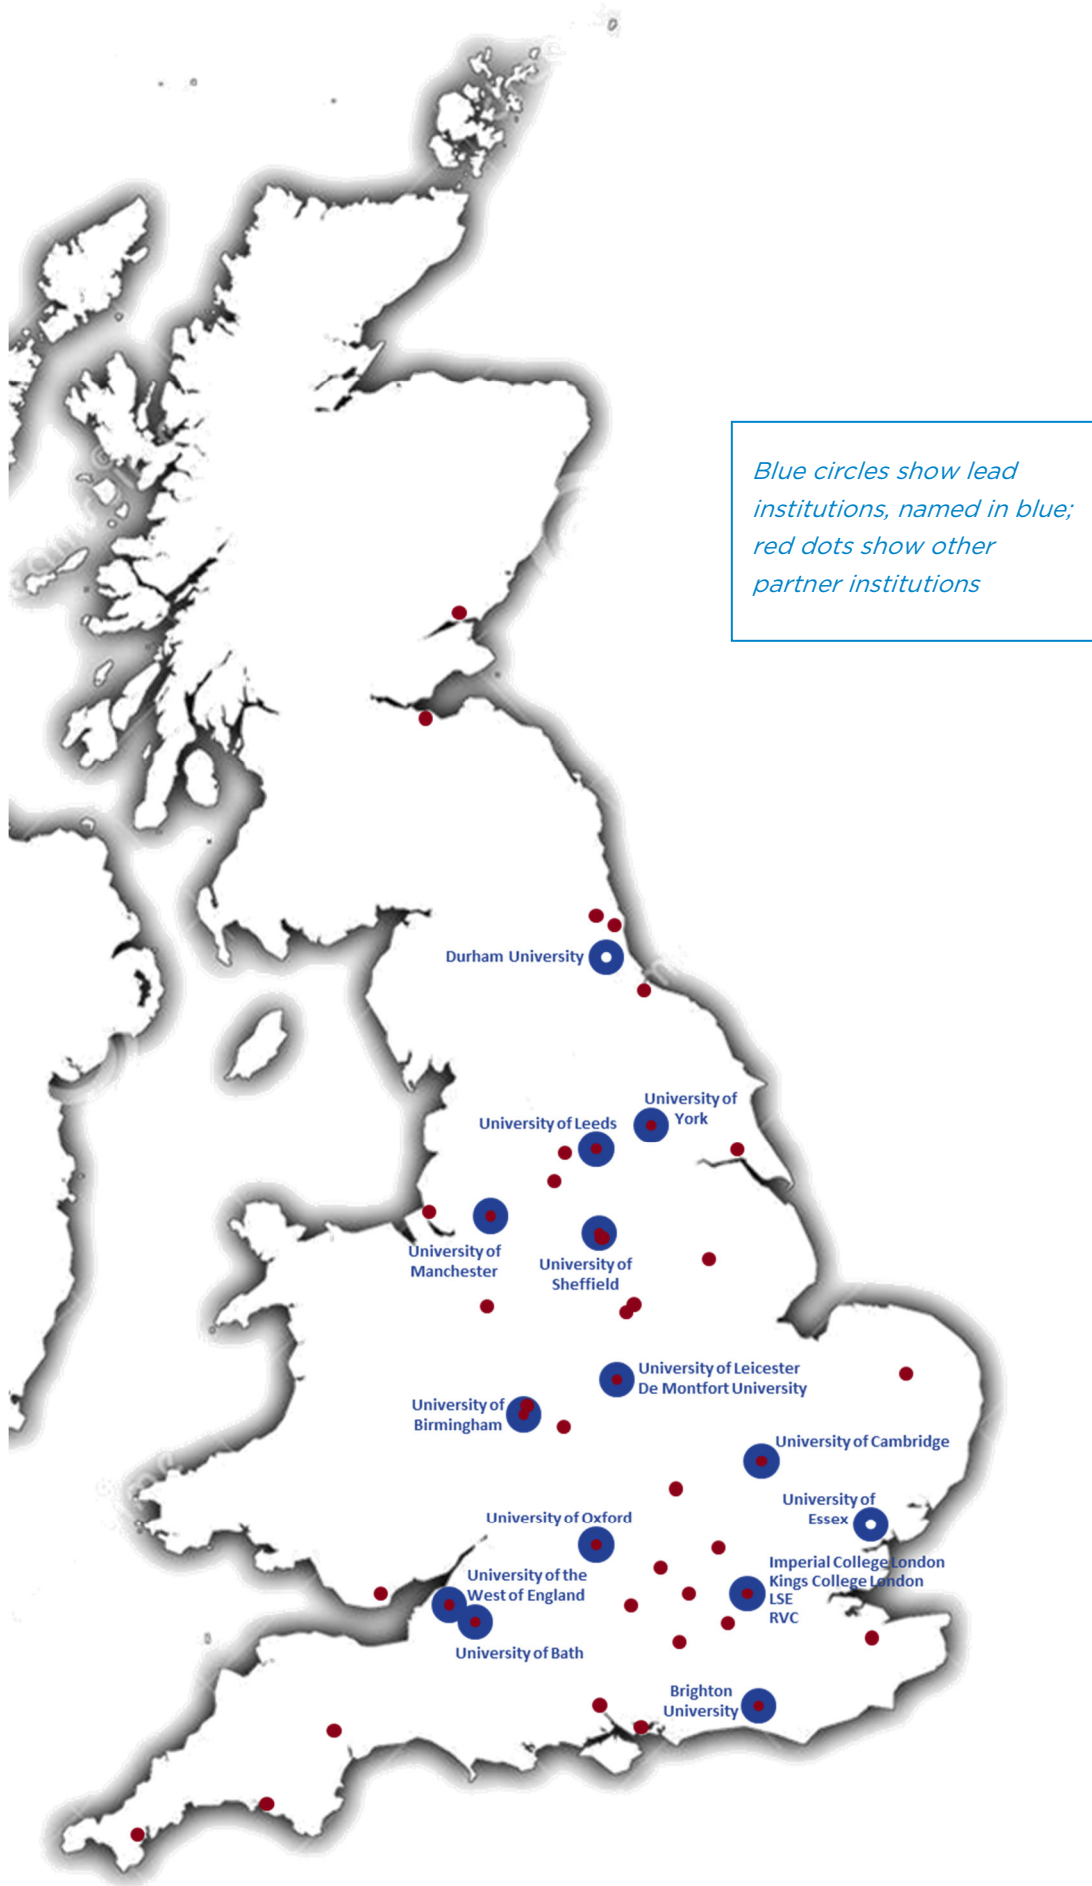 Blue circles show lead
institutions, named in blue;
red dots show other
partner institutions
Durham University
University of
York
University of Leeds
University of
Manchester
University of
Sheffield
University of Leicester
De Montfort University
University of
Birmingham
University of Cambridge
University of
Essex
University of Oxford
Imperial College London
Kings College London
LSE
RVC
University of the
West of England
University of Bath
Brighton
University